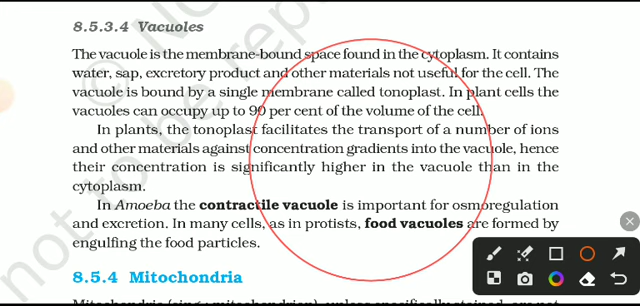 8.5.3.4 Vacuoles
The vacuole is the membrane-bound space found in the cytoplasm. It contains
water, sap, excretory product and other materials not useful for the cell. The
vacuole is bound by a single membrane called tonoplast. In plant cells the
vacuoles can occupy up to 90 per cent of the volume of the cell.
In plants, the tonoplast facilitates the transport of a number of ions
and other materials against concentration gradients into the vacuole, hence
their concentration is significantly higher in the vacuole than in the
cytoplasm.
In Amoeba the contractile vacuole is important for osmoregulation
and excretion. In many cells, as in protists, food vacuoles are formed by
engulfing the food particles.
8.5.4 Mitochondria
not to be rep
©